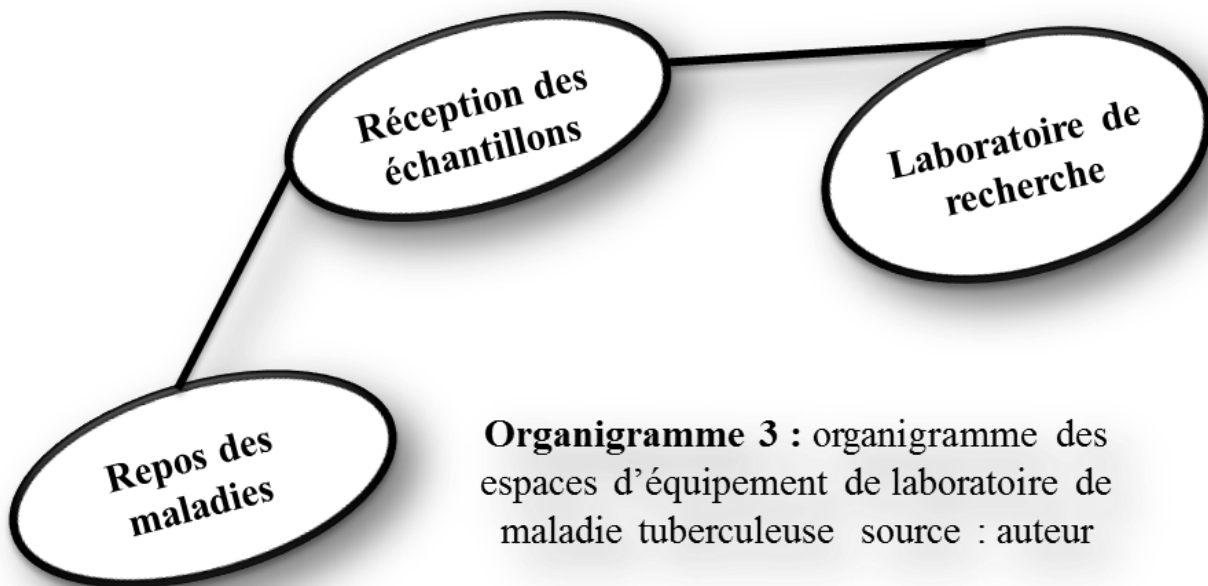 Réception des
échantillons
Laboratoire de
recherche
Repos des
maladies
Organigramme 3 : organigramme des
espaces d’équipement de laboratoire de
maladie tuberculeuse source : auteur